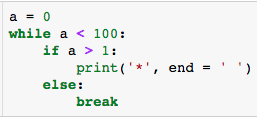 a = 0
while a < 100:
    if a > 1:
        print('*', end = ' ')
    else:
        break